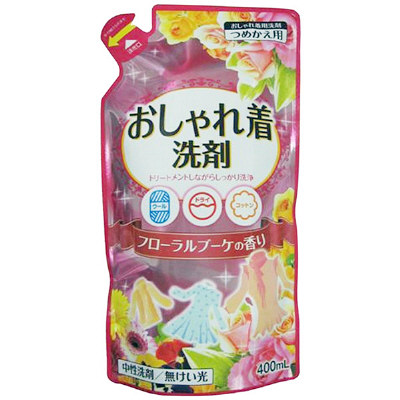 おしゃれ着用洗剤
つめかえ用
おしゃれ着
洗剤
トリートメントしながらしっかり洗浄
ウール
ドライ
コットン
フローラルブーケの香り
中性洗剤／無けい光
400mL